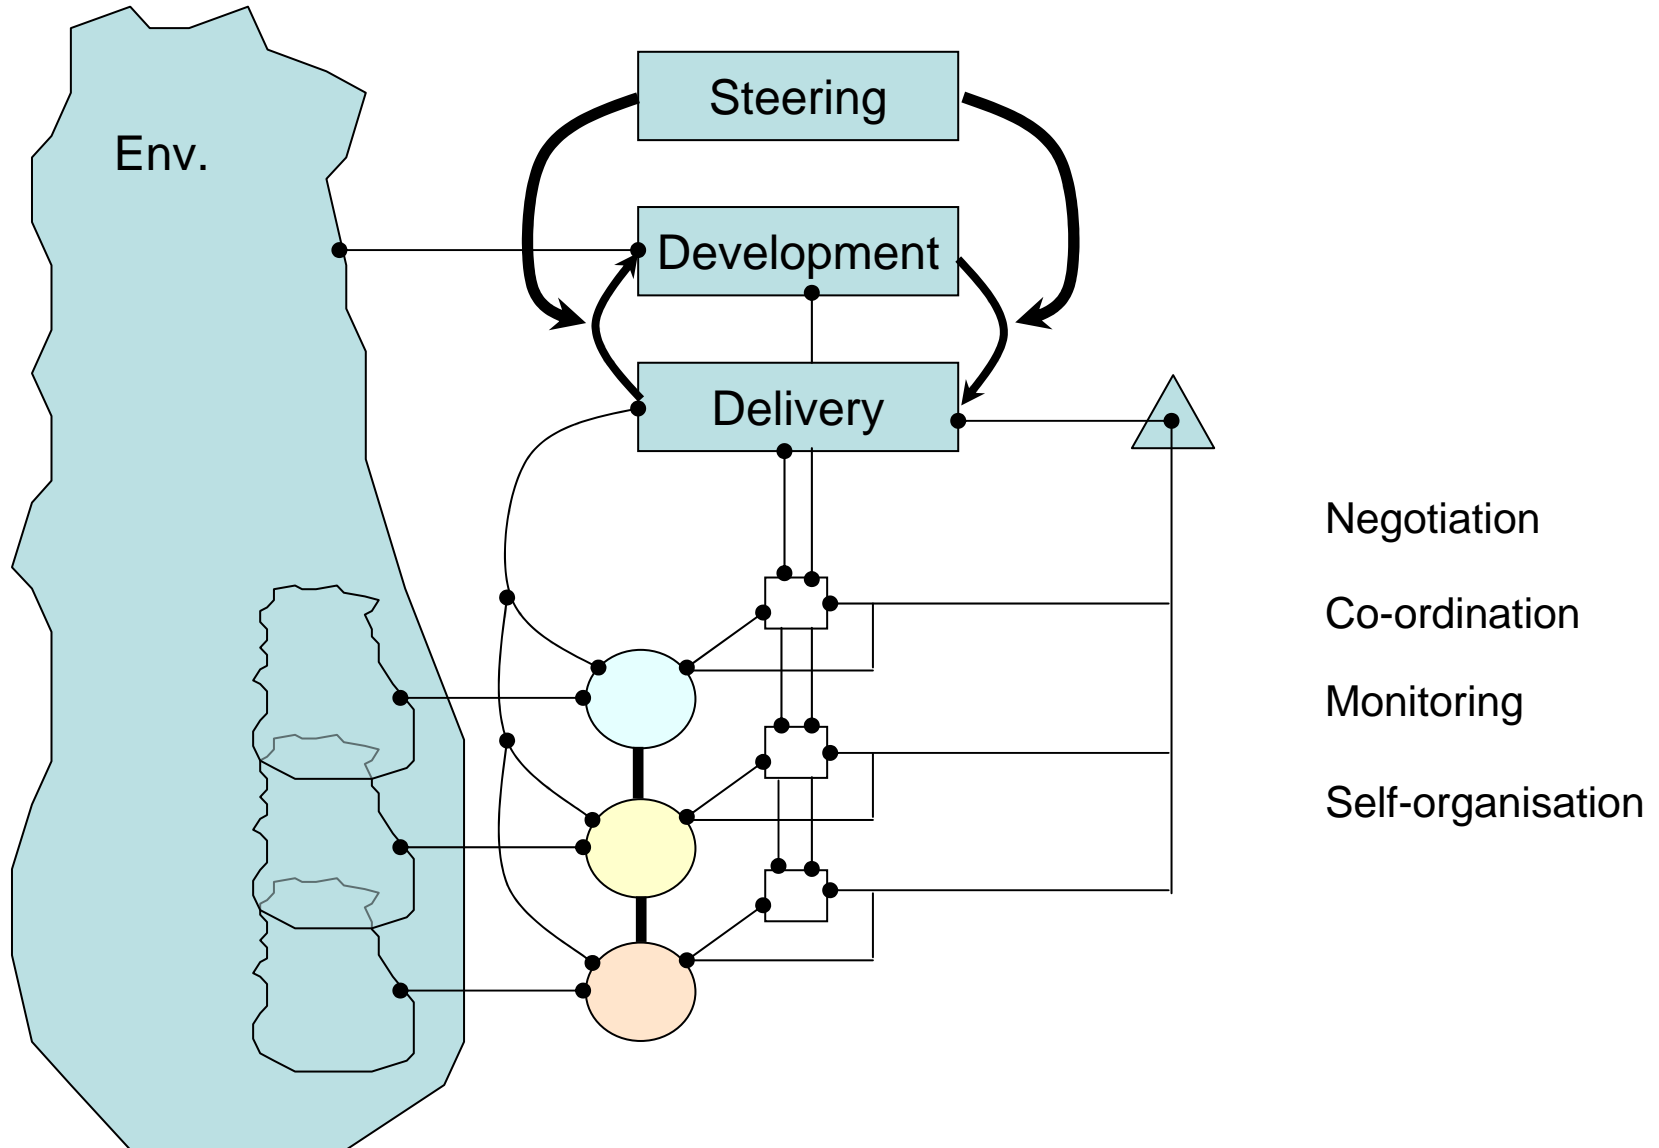 Steering
Env.
Development
Delivery
Negotiation
Co-ordination
Monitoring
Self-organisation